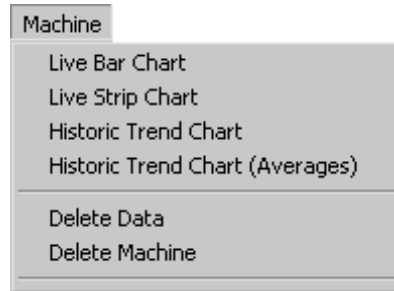 Machine
Live Bar Chart
Live Strip Chart
Historic Trend Chart
Historic Trend Chart (Averages)
Delete Data
Delete Machine